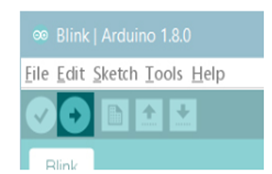 Blink | Arduino 1.8.0
File Edit Sketch Tools Help
Blink